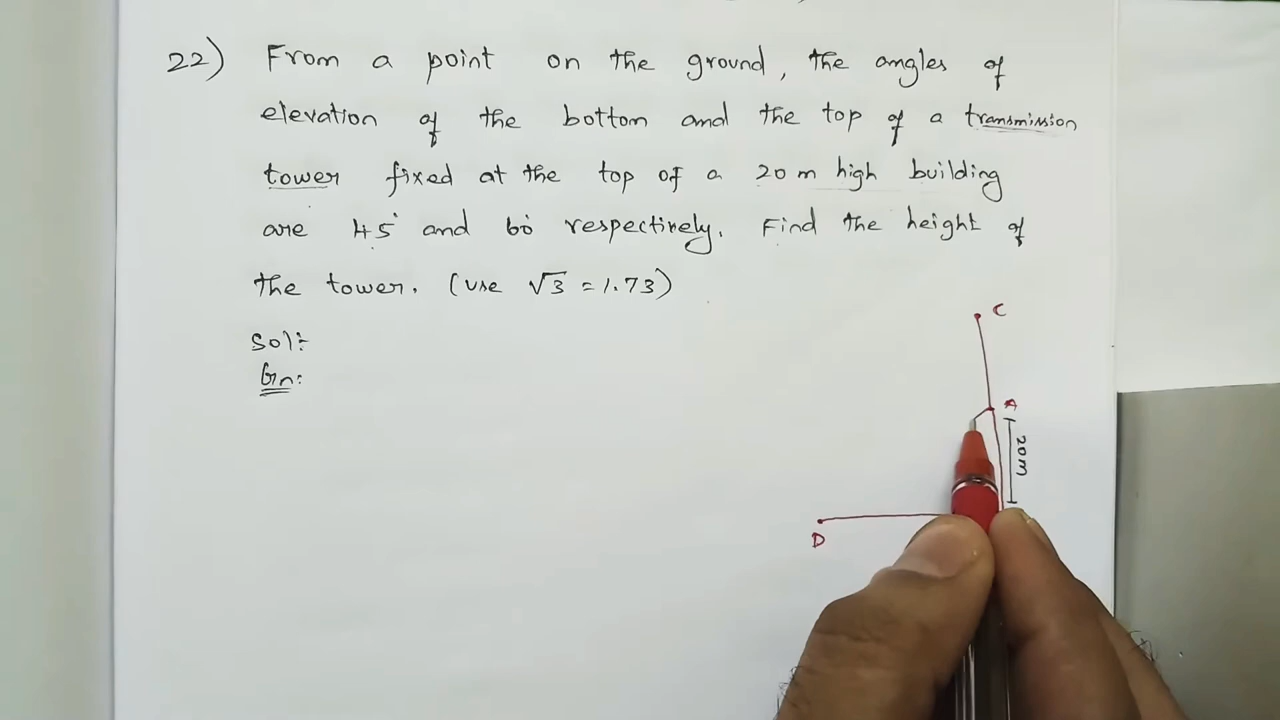 22) From a point on the ground, the angles of
elevation of the bottom and the top of a transmission
tower fixed at the top of a 20 m high building
are 45° and 60° respectively. Find the height of
the tower. (use √3 = 1.73)
Sol:
Gn:
C
A
20m
D